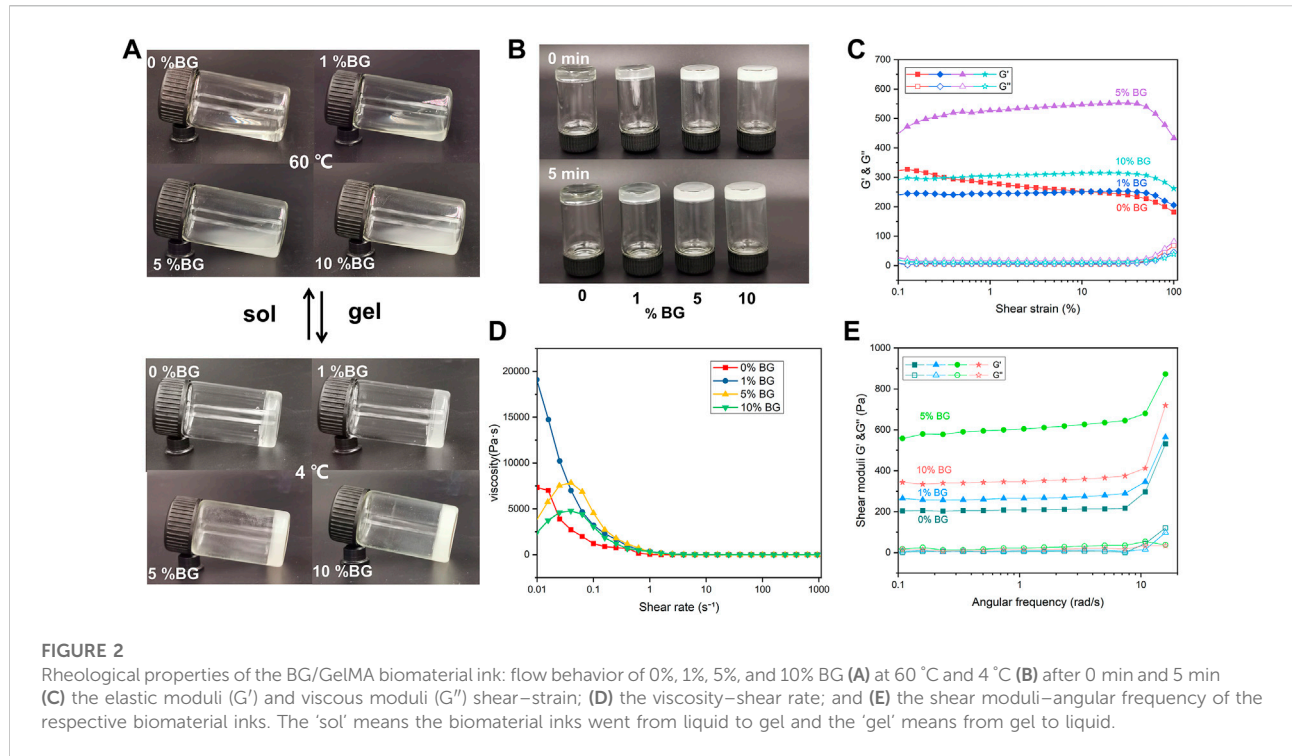 A
0 %BG
1 %BG
60 ℃
5 %BG
10 %BG
sol
gel
0 %BG
1 %BG
4 ℃
5 %BG
10 %BG
B
0 min
5 min
0 1 5 10
% BG
C
G' & G''
700
600
500
400
300
200
100
0
G'
G''
5% BG
10% BG
1% BG
0% BG
0.1 1 10 100
Shear strain (%)
D
viscosity(Pa·s)
20000
15000
10000
5000
0
0% BG
1% BG
5% BG
10% BG
0.01 0.1 1 10 100 1000
Shear rate (s⁻¹)
E
Shear moduli G' &G'' (Pa)
1000
800
600
400
200
0
G'
G''
5% BG
10% BG
1% BG
0% BG
0.1 1 10
Angular frequency (rad/s)
FIGURE 2
Rheological properties of the BG/GelMA biomaterial ink: flow behavior of 0%, 1%, 5%, and 10% BG (A) at 60 ˚C and 4 ˚C (B) after 0 min and 5 min
(C) the elastic moduli (G′) and viscous moduli (G″) shear–strain; (D) the viscosity–shear rate; and (E) the shear moduli–angular frequency of the
respective biomaterial inks. The ‘sol’ means the biomaterial inks went from liquid to gel and the ‘gel’ means from gel to liquid.